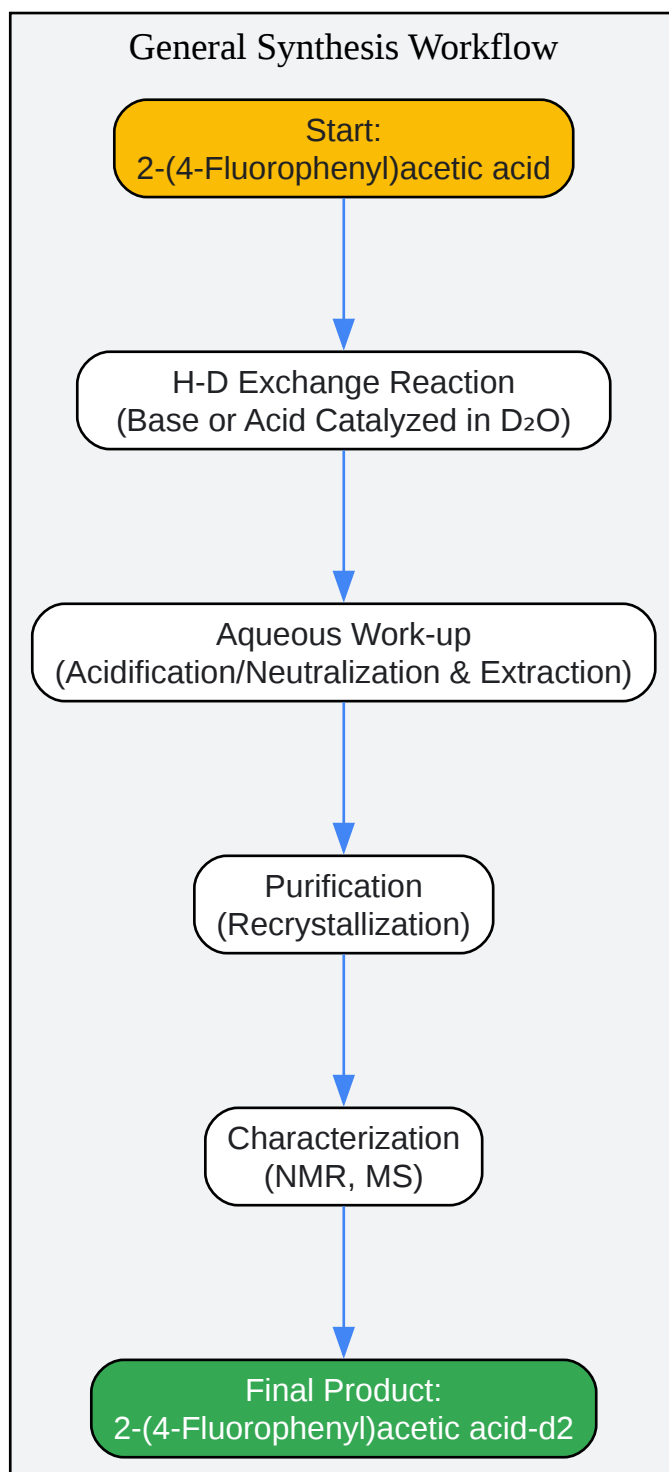 General Synthesis Workflow
Start:
2-(4-Fluorophenyl)acetic acid
H-D Exchange Reaction
(Base or Acid Catalyzed in D₂O)
Aqueous Work-up
(Acidification/Neutralization & Extraction)
Purification
(Recrystallization)
Characterization
(NMR, MS)
Final Product:
2-(4-Fluorophenyl)acetic acid-d2